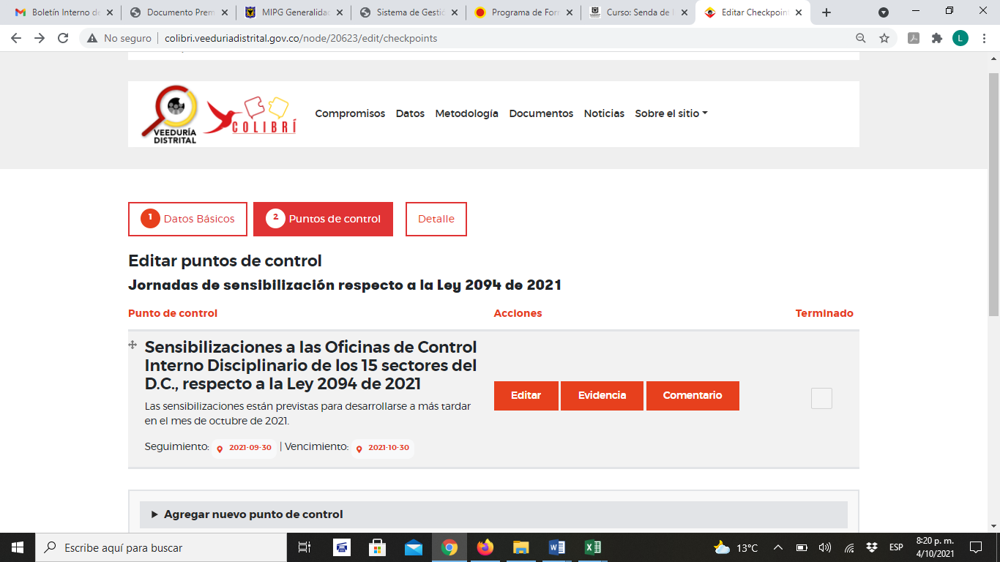 Boletín Interno de
Documento Prem
MIPG Generalidad
Sistema de Gestió
Programa de For
Curso: Senda de
Editar Checkpoint
No seguro
colibri.veeduriadistrital.gov.co/node/20623/edit/checkpoints
L
VEEDURÍA
DISTRITAL
COLIBRÍ
Compromisos Datos Metodología Documentos Noticias Sobre el sitio
1 Datos Básicos
2 Puntos de control
Detalle
Editar puntos de control
Jornadas de sensibilización respecto a la Ley 2094 de 2021
Punto de control Acciones Terminado
Sensibilizaciones a las Oficinas de Control
Interno Disciplinario de los 15 sectores del
D.C., respecto a la Ley 2094 de 2021
Las sensibilizaciones están previstas para desarrollarse a más tardar
en el mes de octubre de 2021.
Seguimiento: 2021-09-30 | Vencimiento: 2021-10-30
Editar Evidencia Comentario
Agregar nuevo punto de control
Escribe aquí para buscar
13°C
ESP
8:20 p. m.
4/10/2021